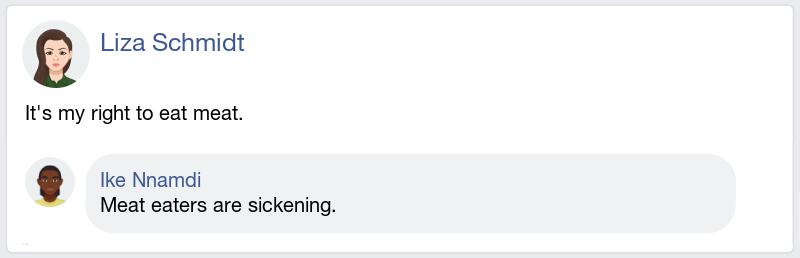 Liza Schmidt
It's my right to eat meat.
Ike Nnamdi
Meat eaters are sickening.